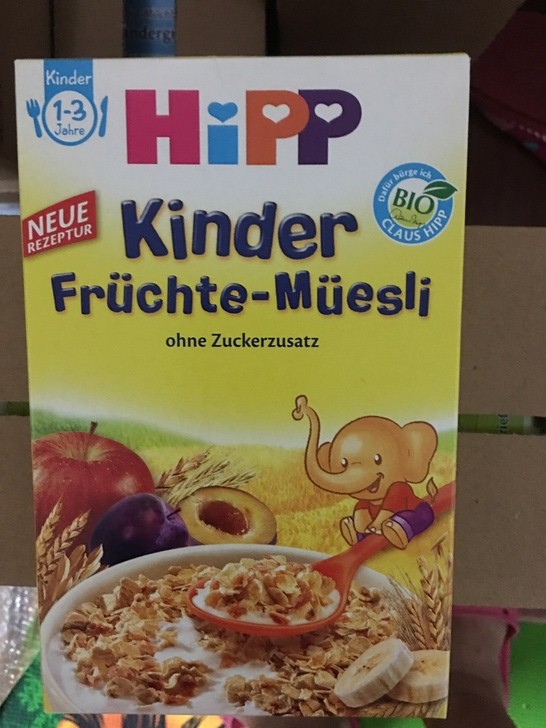 Kinder
1-3
Jahre
HiPP
NEUE
REZEPTUR
Dafür bürge ich
BIO
CLAUS HIPP
Kinder
Früchte-Müesli
ohne Zuckerzusatz